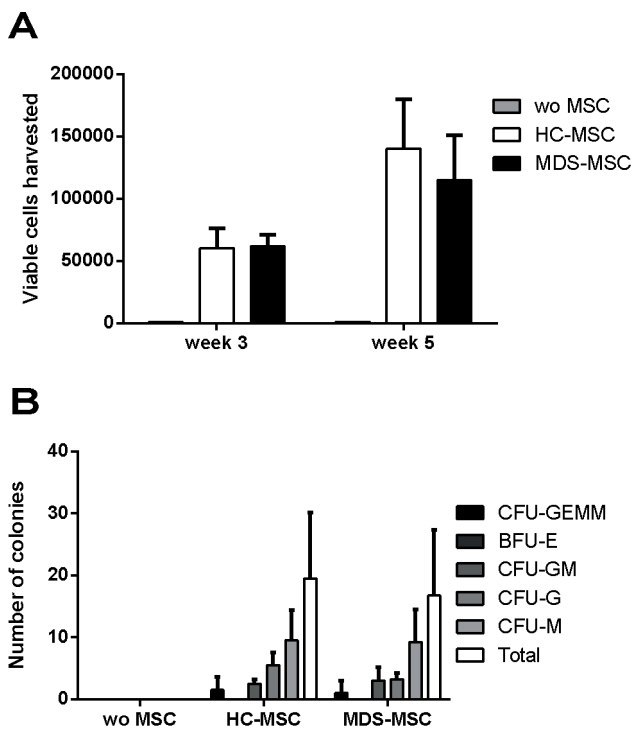 A
Viable cells harvested
200000
150000
100000
50000
0
week 3
week 5
wo MSC
HC-MSC
MDS-MSC
B
Number of colonies
40
30
20
10
0
wo MSC
HC-MSC
MDS-MSC
CFU-GEMM
BFU-E
CFU-GM
CFU-G
CFU-M
Total